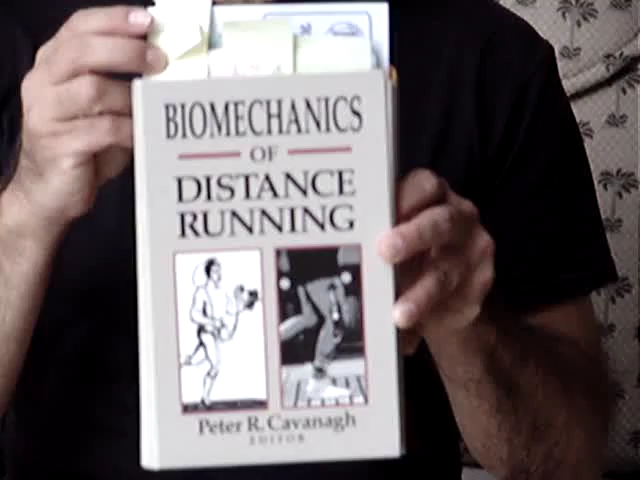 BIOMECHANICS
OF
DISTANCE
RUNNING
Peter R. Cavanagh
EDITOR